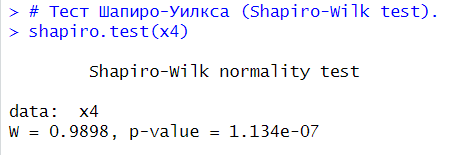 > # Тест Шапиро-Уилкса (Shapiro-Wilk test).
> shapiro.test(x4)
Shapiro-Wilk normality test
data:  x4
W = 0.9898, p-value = 1.134e-07